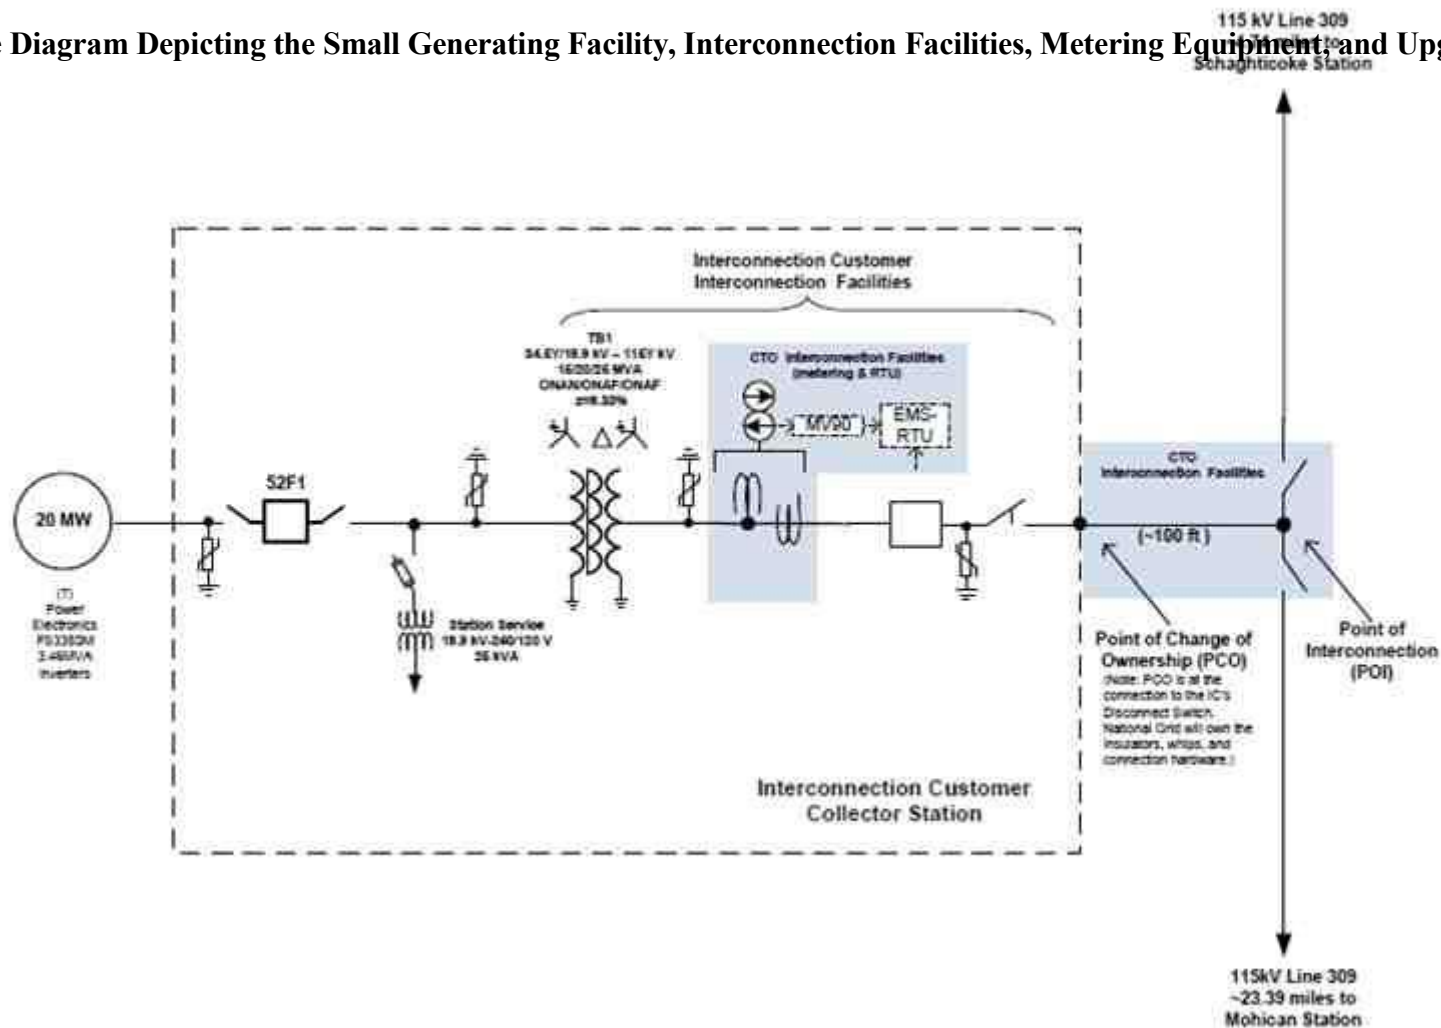 115 kV Line 309
e Diagram Depicting the Small Generating Facility, Interconnection Facilities, Metering Equipment, and Upg
Schaghticoke Station
Interconnection Customer
Interconnection Facilities
TB1
ONAN/ONAF/ONAF
CTO Interconnection Facilities
(metering & RTU)
MV90
EMS-
RTU
52F1
20 MW
CTO
Interconnection Facilities
(~100 ft )
Power
Electronics
Inverters
Station Service
Point of Change of
Ownership (PCO)
(Note: PCO is at the
connection to the IC's
Disconnect Switch.
National Grid will own the
insulators, whips, and
connection hardware.)
Point of
Interconnection
(POI)
Interconnection Customer
Collector Station
115kV Line 309
~23.39 miles to
Mohican Station